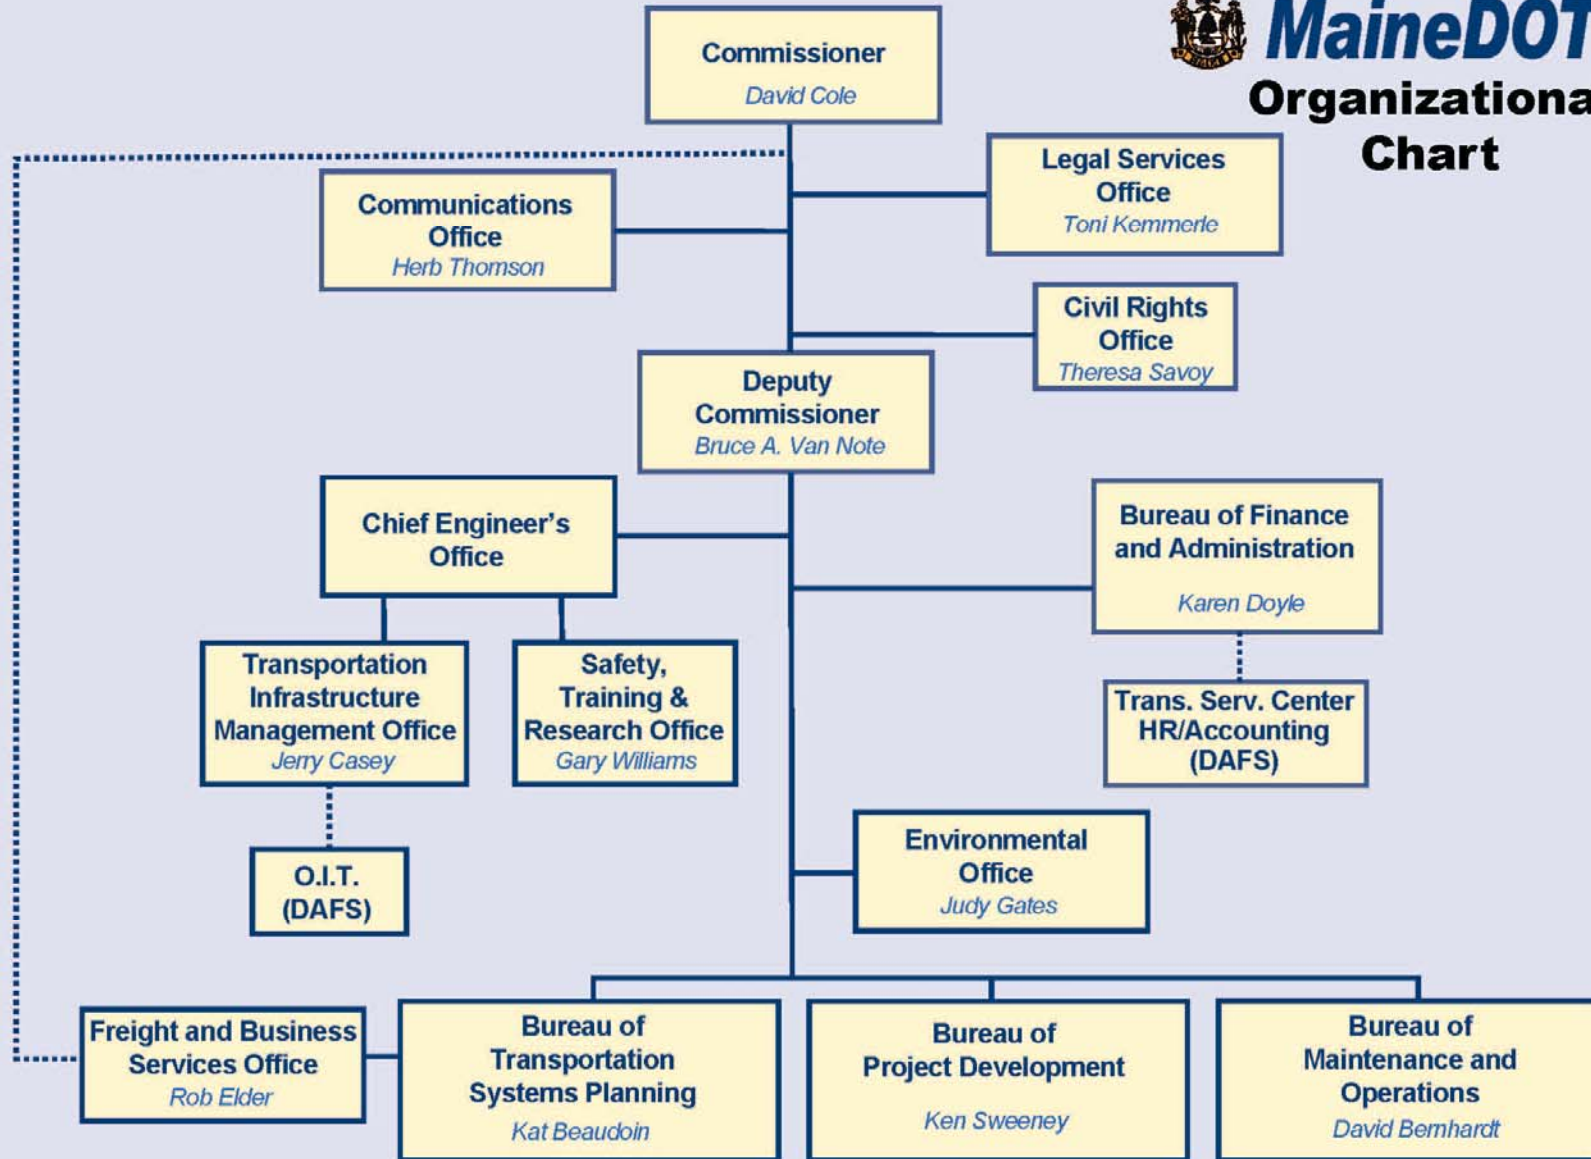 MaineDOT
Organizationa
Chart
Commissioner
David Cole
Legal Services
Office
Toni Kemmerle
Communications
Office
Herb Thomson
Civil Rights
Office
Theresa Savoy
Deputy
Commissioner
Bruce A. Van Note
Chief Engineer's
Office
Bureau of Finance
and Administration
Karen Doyle
Transportation
Infrastructure
Management Office
Jerry Casey
Safety,
Training &
Research Office
Gary Williams
Trans. Serv. Center
HR/Accounting
(DAFS)
O.I.T.
(DAFS)
Environmental
Office
Judy Gates
Freight and Business
Services Office
Rob Elder
Bureau of
Transportation
Systems Planning
Kat Beaudoin
Bureau of
Project Development
Ken Sweeney
Bureau of
Maintenance and
Operations
David Bernhardt